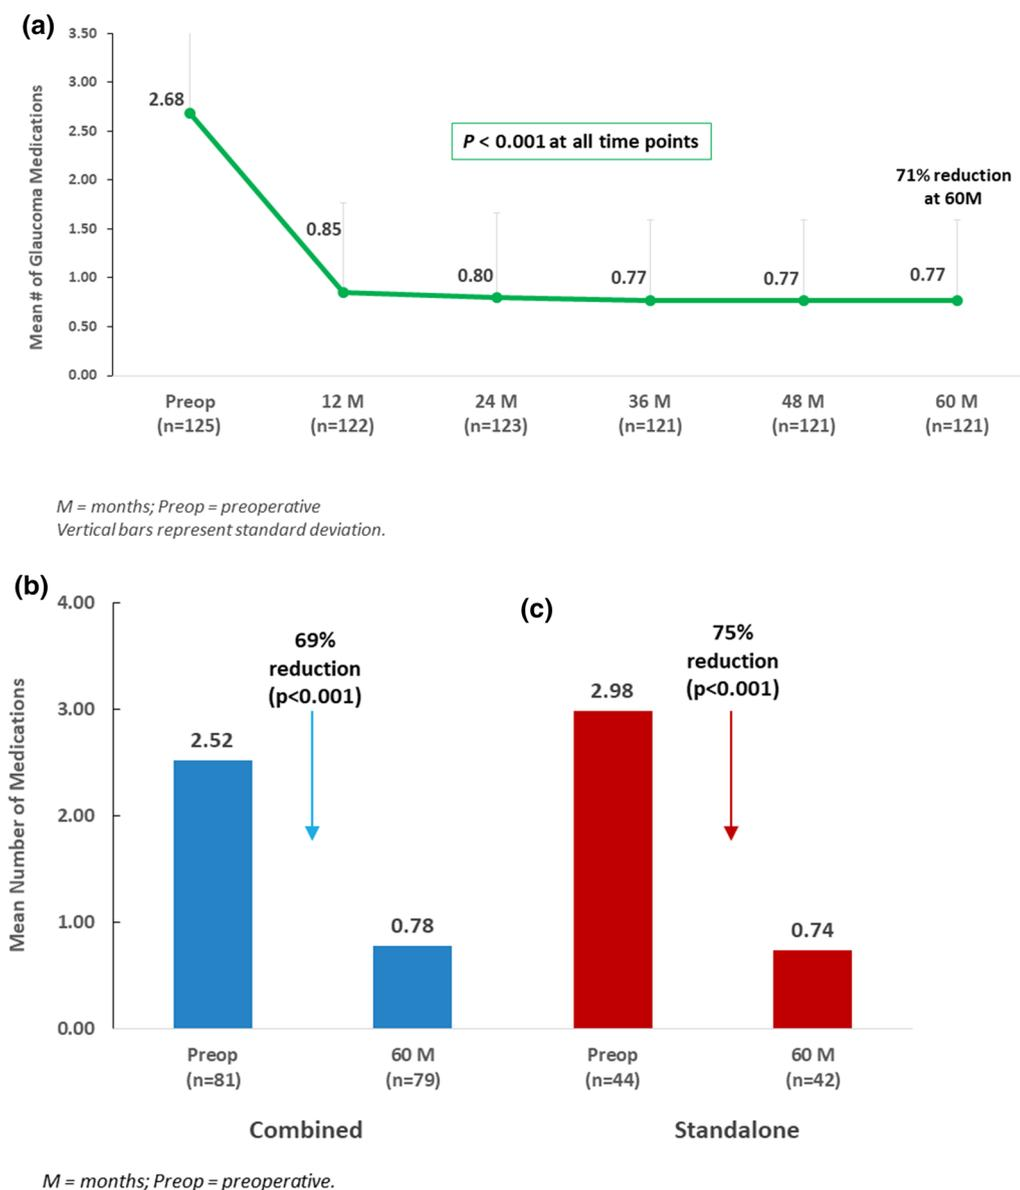 (a)
3.50
3.00
2.50
2.00
1.50
1.00
0.50
0.00
Mean # of Glaucoma Medications
2.68
0.85
0.80
0.77
0.77
0.77
P < 0.001 at all time points
71% reduction
at 60M
Preop
(n=125)
12 M
(n=122)
24 M
(n=123)
36 M
(n=121)
48 M
(n=121)
60 M
(n=121)
M = months; Preop = preoperative
Vertical bars represent standard deviation.
(b)
4.00
3.00
2.00
1.00
0.00
Mean Number of Medications
69%
reduction
(p<0.001)
2.52
0.78
Preop
(n=81)
60 M
(n=79)
Combined
(c)
75%
reduction
(p<0.001)
2.98
0.74
Preop
(n=44)
60 M
(n=42)
Standalone
M = months; Preop = preoperative.